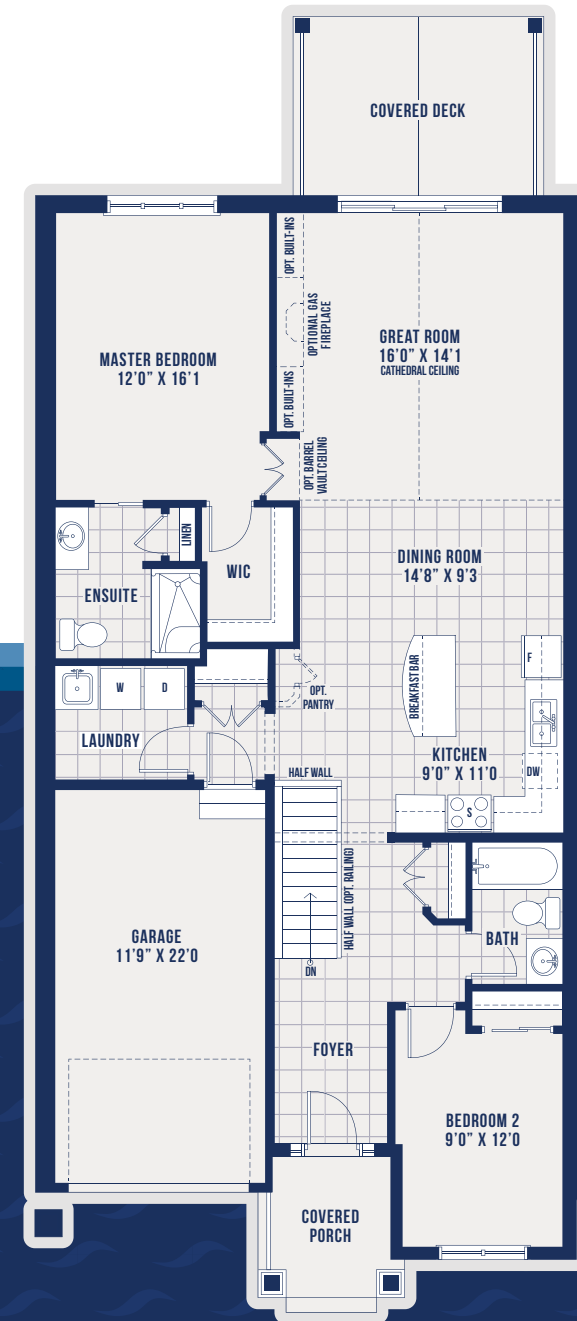 COVERED DECK
OPT. BUILT-INS
OPTIONAL GAS
FIREPLACE
GREAT ROOM
16'0" X 14'1
CATHEDRAL CEILING
MASTER BEDROOM
12'0" X 16'1
OPT. BUILT-INS
OPT. BARREL
VAULT CEILING
LINEN
WIC
ENSUITE
DINING ROOM
14'8" X 9'3
BREAKFAST BAR
F
W
D
OPT.
PANTRY
LAUNDRY
KITCHEN
9'0" X 11'0
DW
HALF WALL
S
HALF WALL (OPT. RAILING)
GARAGE
11'9" X 22'0
BATH
DN
FOYER
BEDROOM 2
9'0" X 12'0
COVERED
PORCH